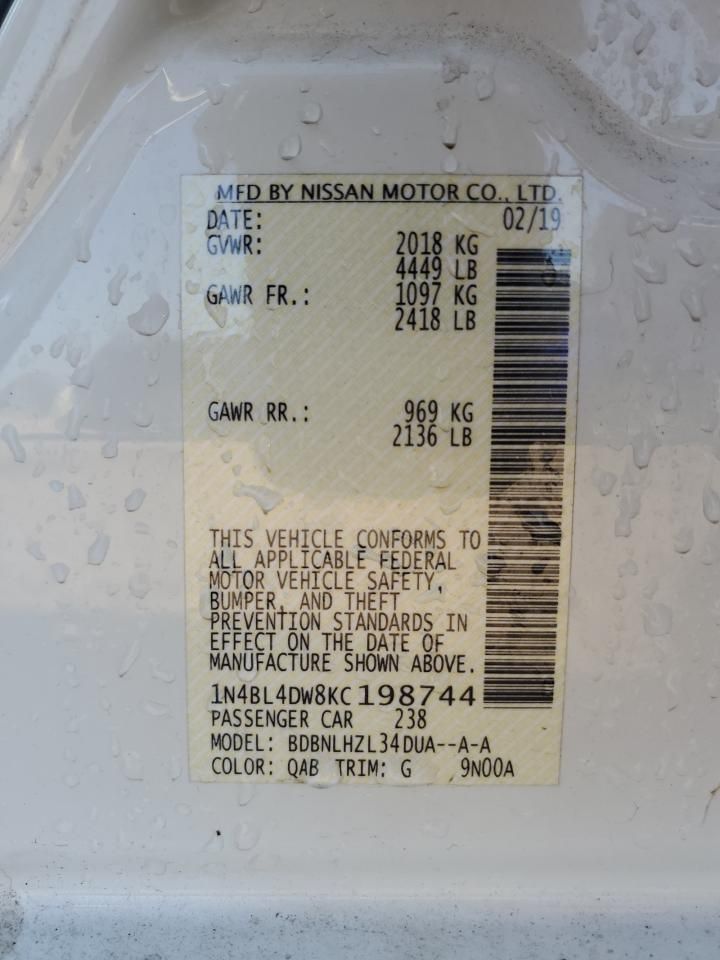 MFD BY NISSAN MOTOR CO., LTD.
DATE: 02/19
GVWR: 2018 KG
4449 LB
GAWR FR.: 1097 KG
2418 LB
GAWR RR.: 969 KG
2136 LB
THIS VEHICLE CONFORMS TO
ALL APPLICABLE FEDERAL
MOTOR VEHICLE SAFETY,
BUMPER, AND THEFT
PREVENTION STANDARDS IN
EFFECT ON THE DATE OF
MANUFACTURE SHOWN ABOVE.
1N4BL4DW8KC198744
PASSENGER CAR 238
MODEL: BDBNLHZL34DUA--A-A
COLOR: QAB TRIM: G 9N00A